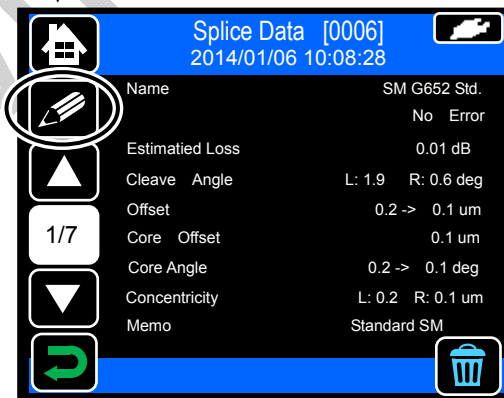 Splice Data [0006]
2014/01/06 10:08:28
Name SM G652 Std.
No Error
Estimatied Loss 0.01 dB
Cleave Angle L: 1.9 R: 0.6 deg
Offset 0.2 -> 0.1 um
1/7
Core Offset 0.1 um
Core Angle 0.2 -> 0.1 deg
Concentricity L: 0.2 R: 0.1 um
Memo Standard SM